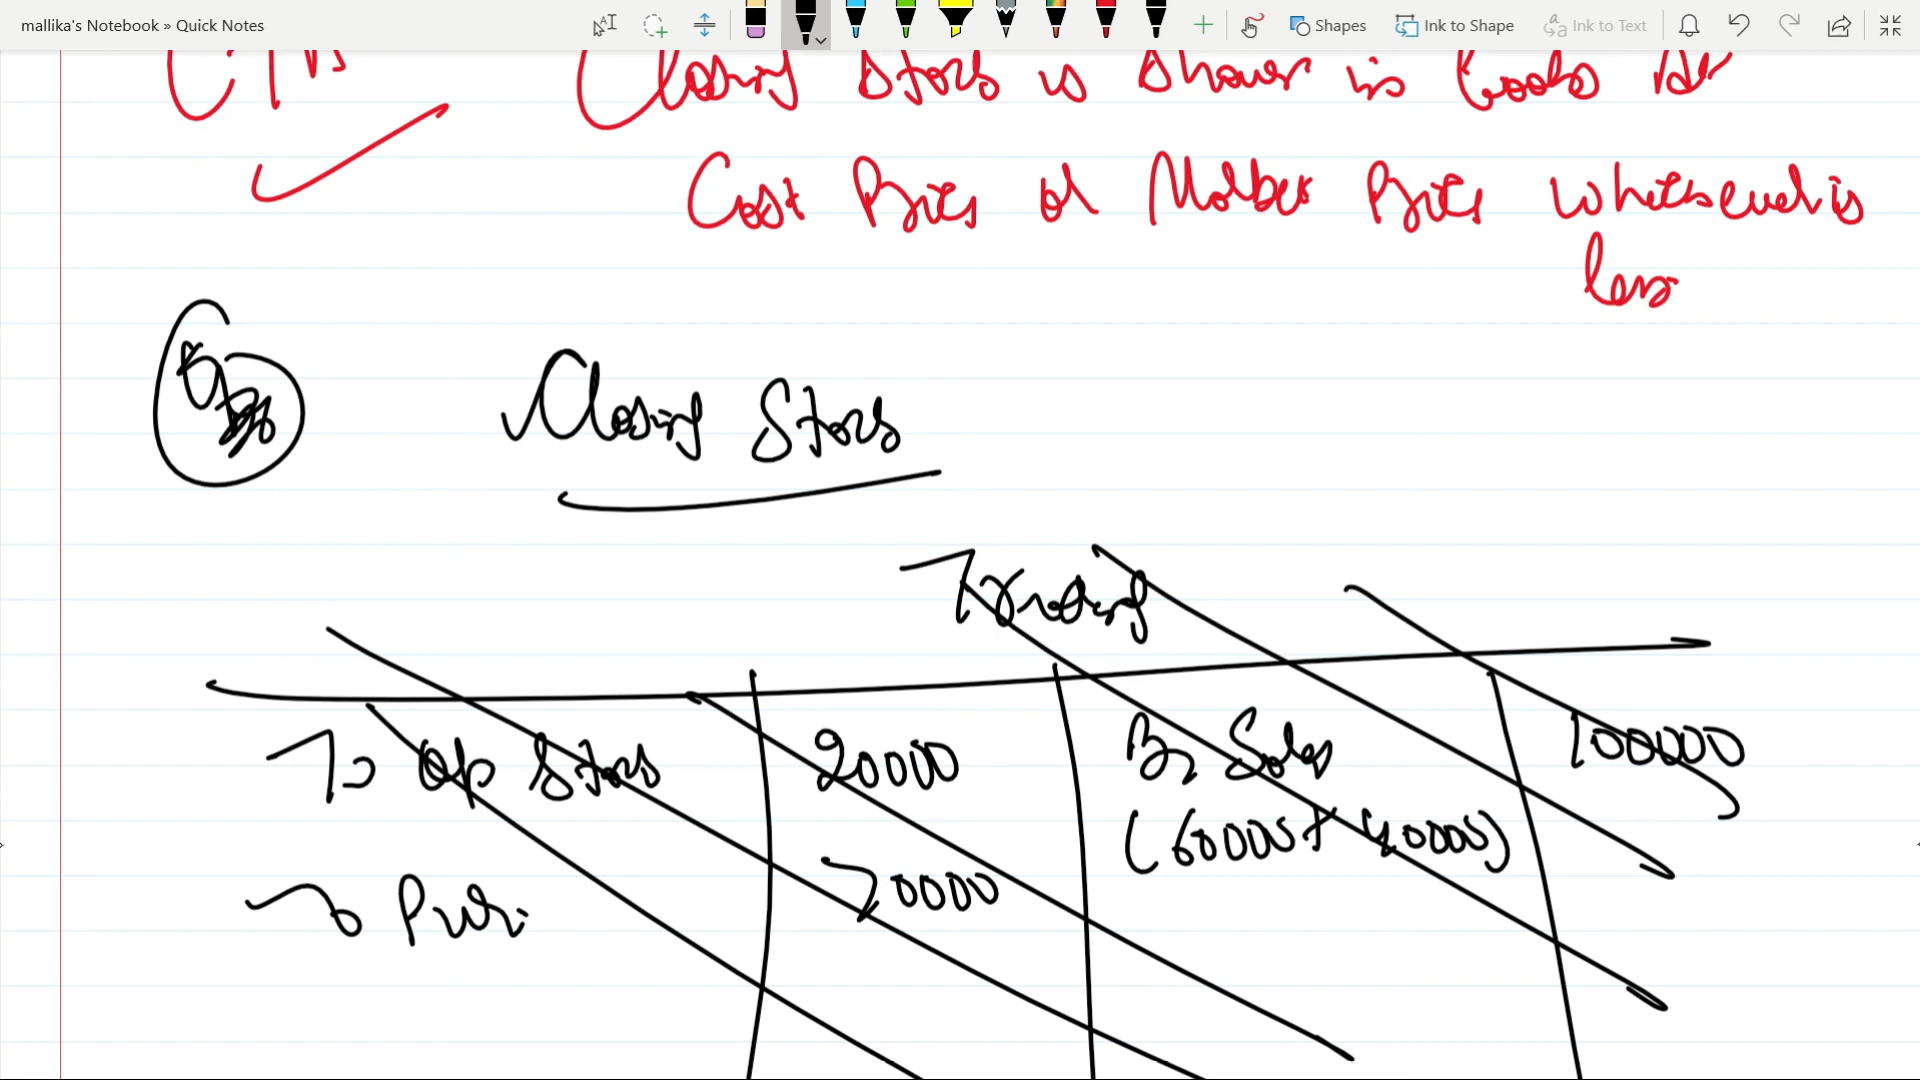 mallika's Notebook » Quick Notes
Shapes
Ink to Shape
Ink to Text
Closing Stock is shown in books at
Cost Price or Market Price whichever is
less
Closing Stock
Trading
To Op Stock 20000 By Sales 100000
(60000+40000)
To Pur. 70000